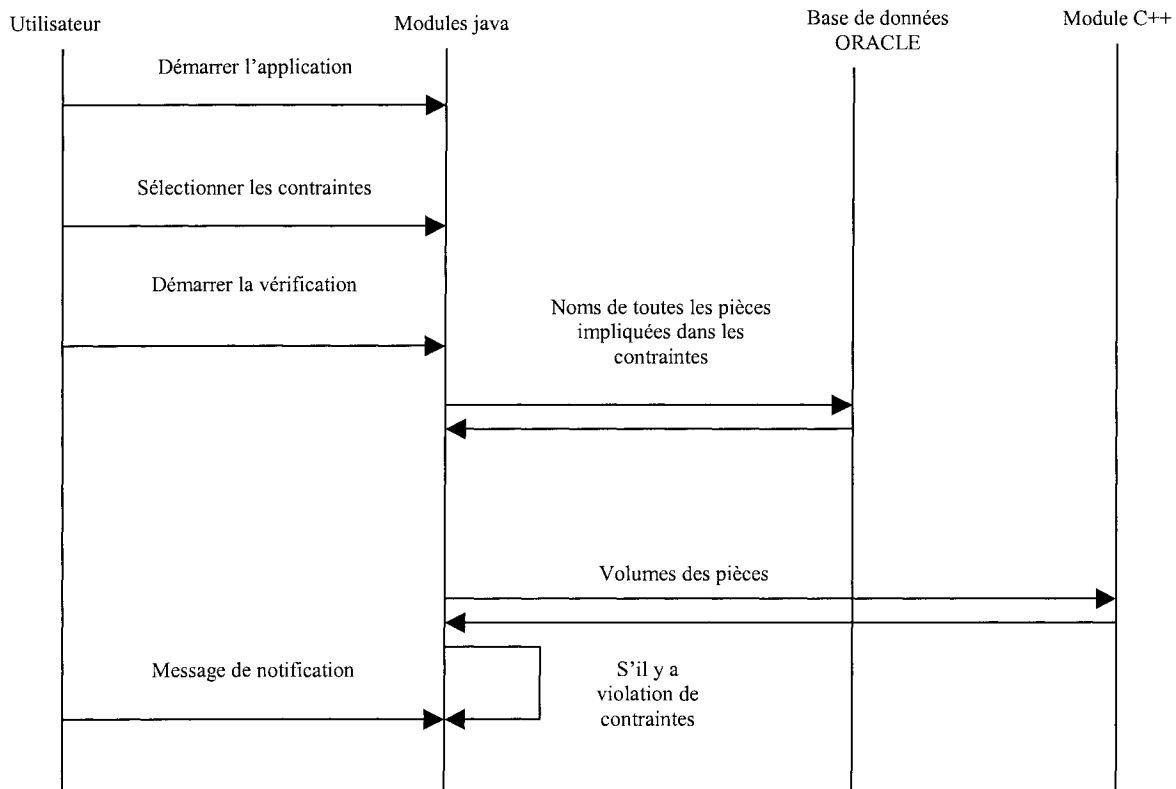 Utilisateur
Modules java
Base de données
ORACLE
Module C++
Démarrer l'application
Sélectionner les contraintes
Démarrer la vérification
Noms de toutes les pièces
impliquées dans les
contraintes
Volumes des pièces
Message de notification
S'il y a
violation de
contraintes